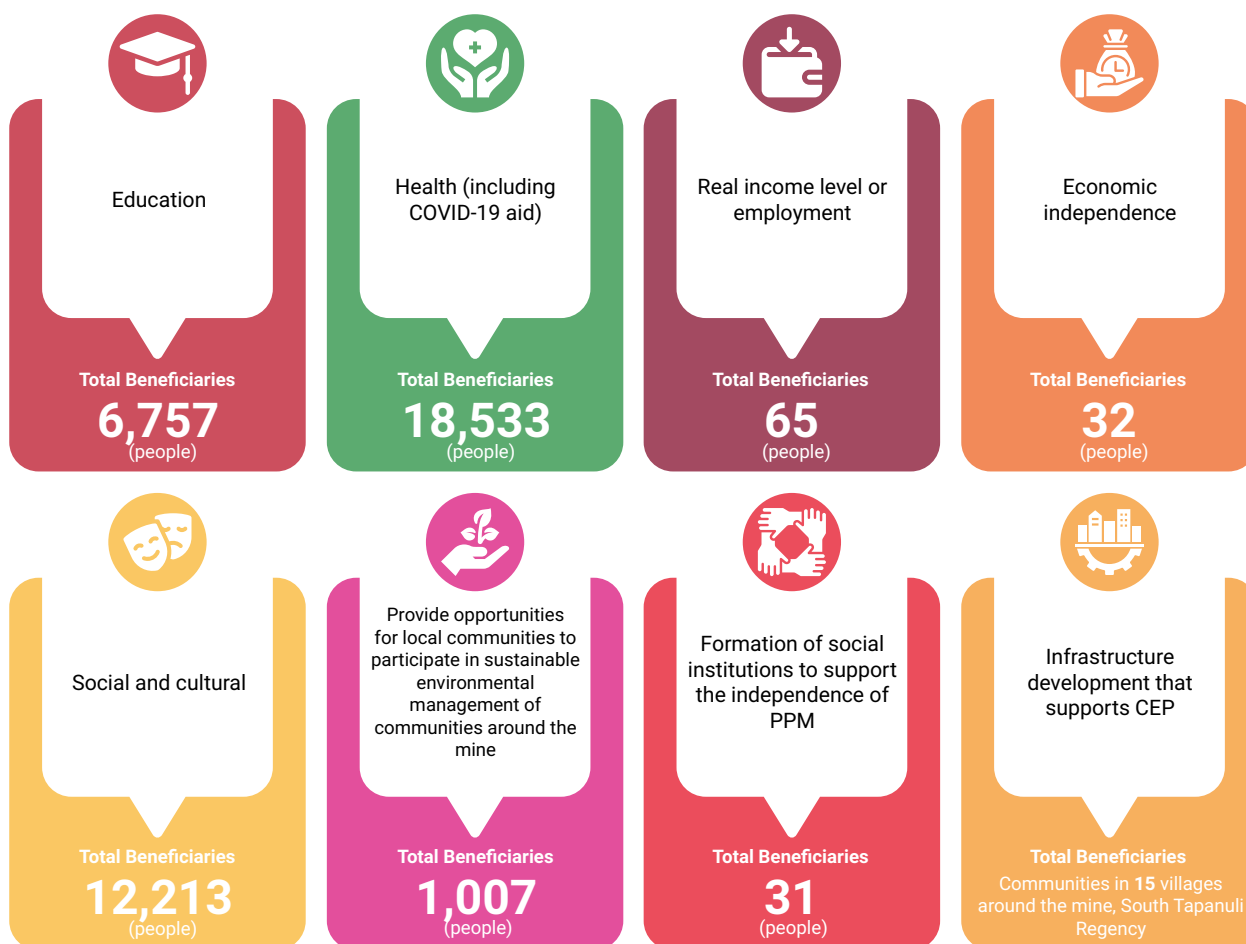 Education
Total Beneficiaries
6,757
(people)
Health (including
COVID-19 aid)
Total Beneficiaries
18,533
(people)
Real income level or
employment
Total Beneficiaries
65
(people)
Economic
independence
Total Beneficiaries
32
(people)
Social and cultural
Total Beneficiaries
12,213
(people)
Provide opportunities
for local communities to
participate in sustainable
environmental
management of
communities around the
mine
Total Beneficiaries
1,007
(people)
Formation of social
institutions to support
the independence of
PPM
Total Beneficiaries
31
(people)
Infrastructure
development that
supports CEP
Total Beneficiaries
Communities in 15 villages
around the mine, South Tapanuli
Regency